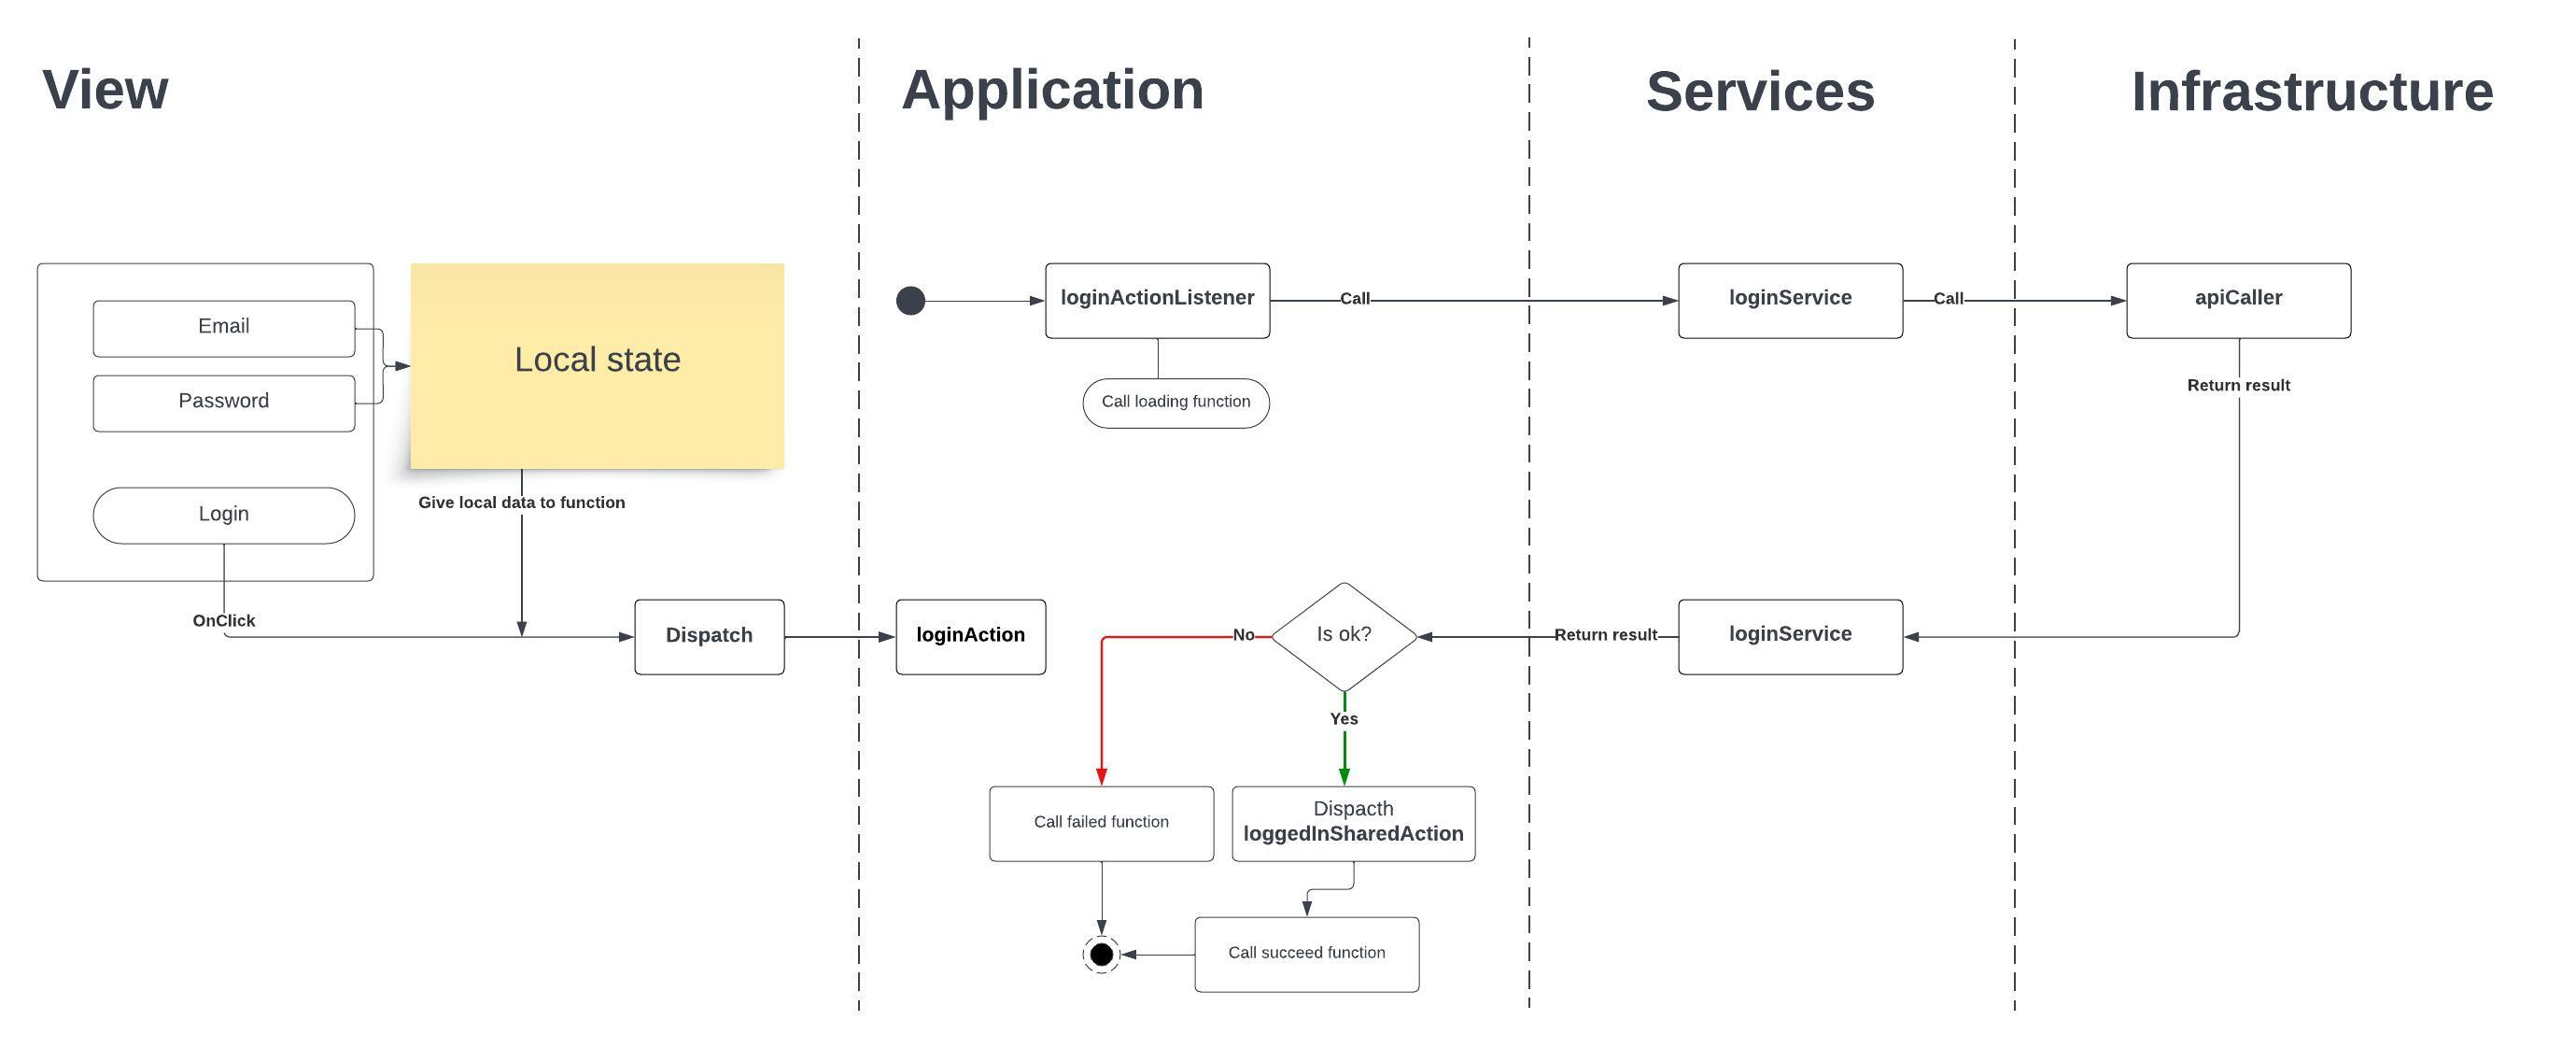 View
Application
Services
Infrastructure
Email
Password
Login
Local state
Give local data to function
OnClick
Dispatch
loginAction
loginActionListener
Call loading function
Call
loginService
Call
apiCaller
Return result
loginService
Return result
Is ok?
No
Yes
Call failed function
Dispacth
loggedInSharedAction
Call succeed function